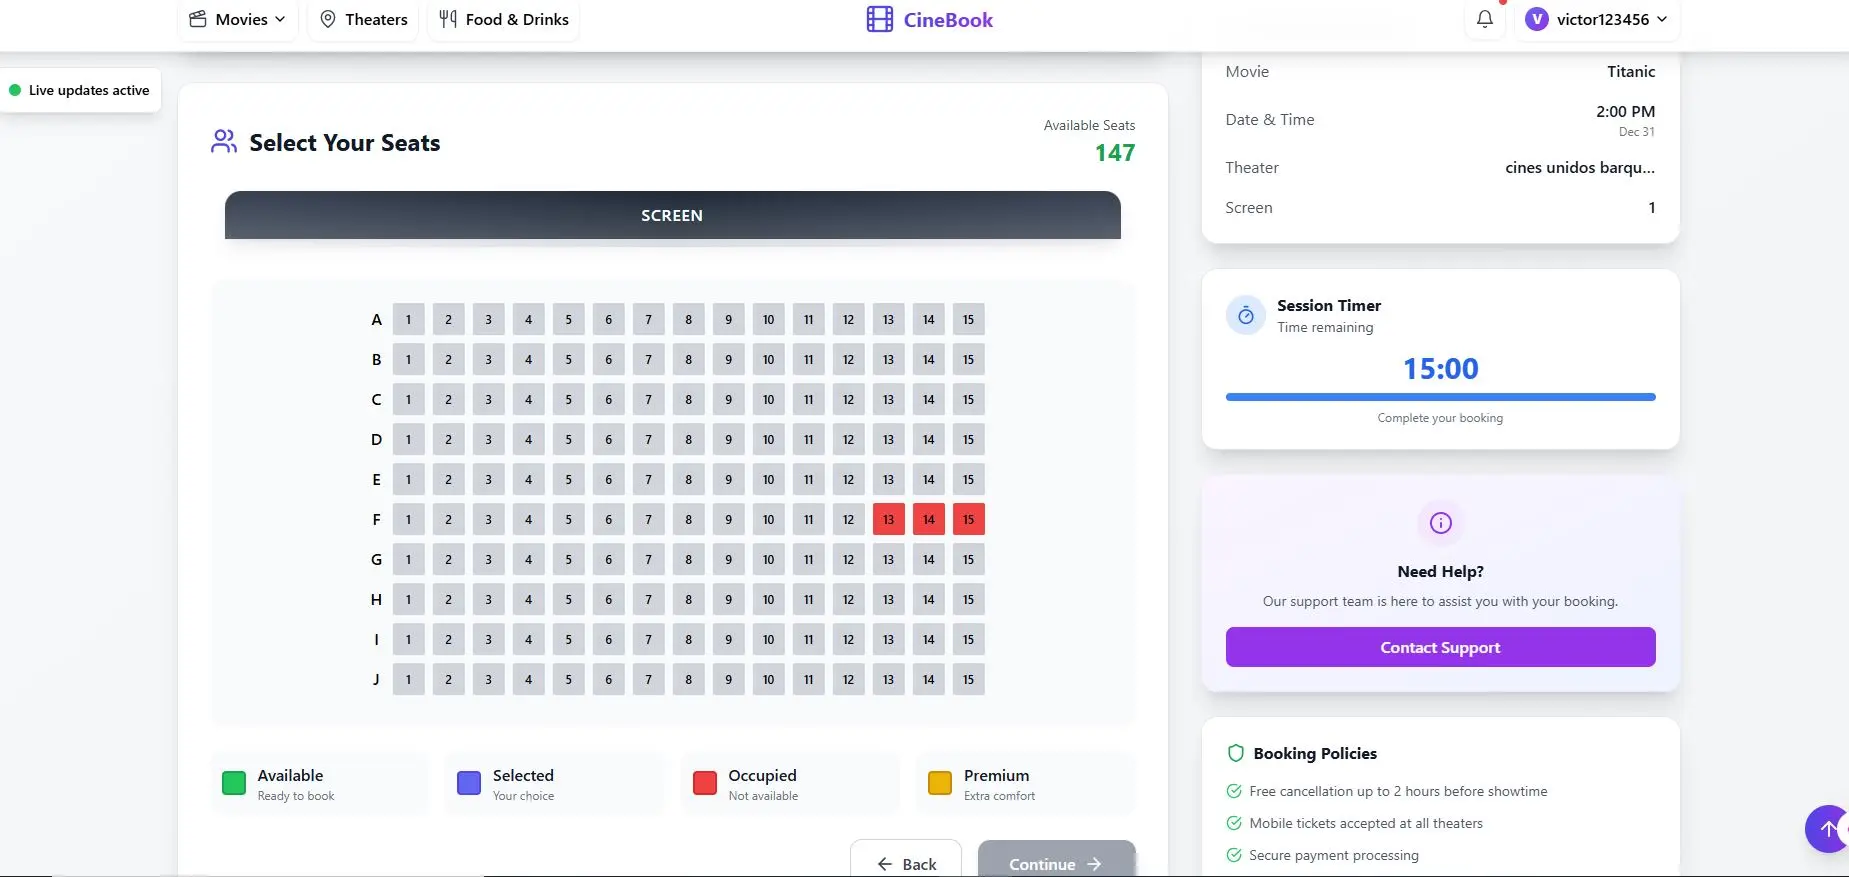 Movies
Theaters
Food & Drinks
CineBook
V
victor123456
Live updates active
Select Your Seats
Available Seats
147
SCREEN
A 1 2 3 4 5 6 7 8 9 10 11 12 13 14 15
B 1 2 3 4 5 6 7 8 9 10 11 12 13 14 15
C 1 2 3 4 5 6 7 8 9 10 11 12 13 14 15
D 1 2 3 4 5 6 7 8 9 10 11 12 13 14 15
E 1 2 3 4 5 6 7 8 9 10 11 12 13 14 15
F 1 2 3 4 5 6 7 8 9 10 11 12 13 14 15
G 1 2 3 4 5 6 7 8 9 10 11 12 13 14 15
H 1 2 3 4 5 6 7 8 9 10 11 12 13 14 15
I 1 2 3 4 5 6 7 8 9 10 11 12 13 14 15
J 1 2 3 4 5 6 7 8 9 10 11 12 13 14 15
Available
Ready to book
Selected
Your choice
Occupied
Not available
Premium
Extra comfort
Back
Continue
Movie Titanic
Date & Time 2:00 PM
Dec 31
Theater cines unidos barqu...
Screen 1
Session Timer
Time remaining
15:00
Complete your booking
Need Help?
Our support team is here to assist you with your booking.
Contact Support
Booking Policies
Free cancellation up to 2 hours before showtime
Mobile tickets accepted at all theaters
Secure payment processing